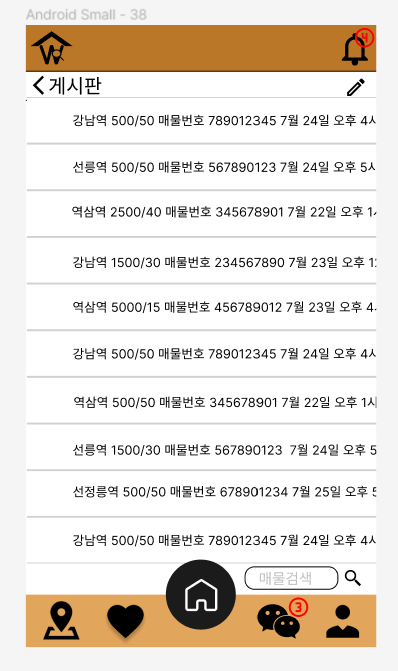 Android Small - 38
4
게시판
강남역 500/50 매물번호 789012345 7월 24일 오후 4
선릉역 500/50 매물번호 567890123 7월 24일 오후 5
역삼역 2500/40 매물번호 345678901 7월 22일 오후 1
강남역 1500/30 매물번호 234567890 7월 23일 오후 1
역삼역 5000/15 매물번호 456789012 7월 23일 오후 4
강남역 500/50 매물번호 789012345 7월 24일 오후 4
역삼역 500/50 매물번호 345678901 7월 22일 오후 1시
선릉역 1500/30 매물번호 567890123 7월 24일 오후 5
선정릉역 500/50 매물번호 678901234 7월 25일 오후 5
강남역 500/50 매물번호 789012345 7월 24일 오후 4
매물검색
3